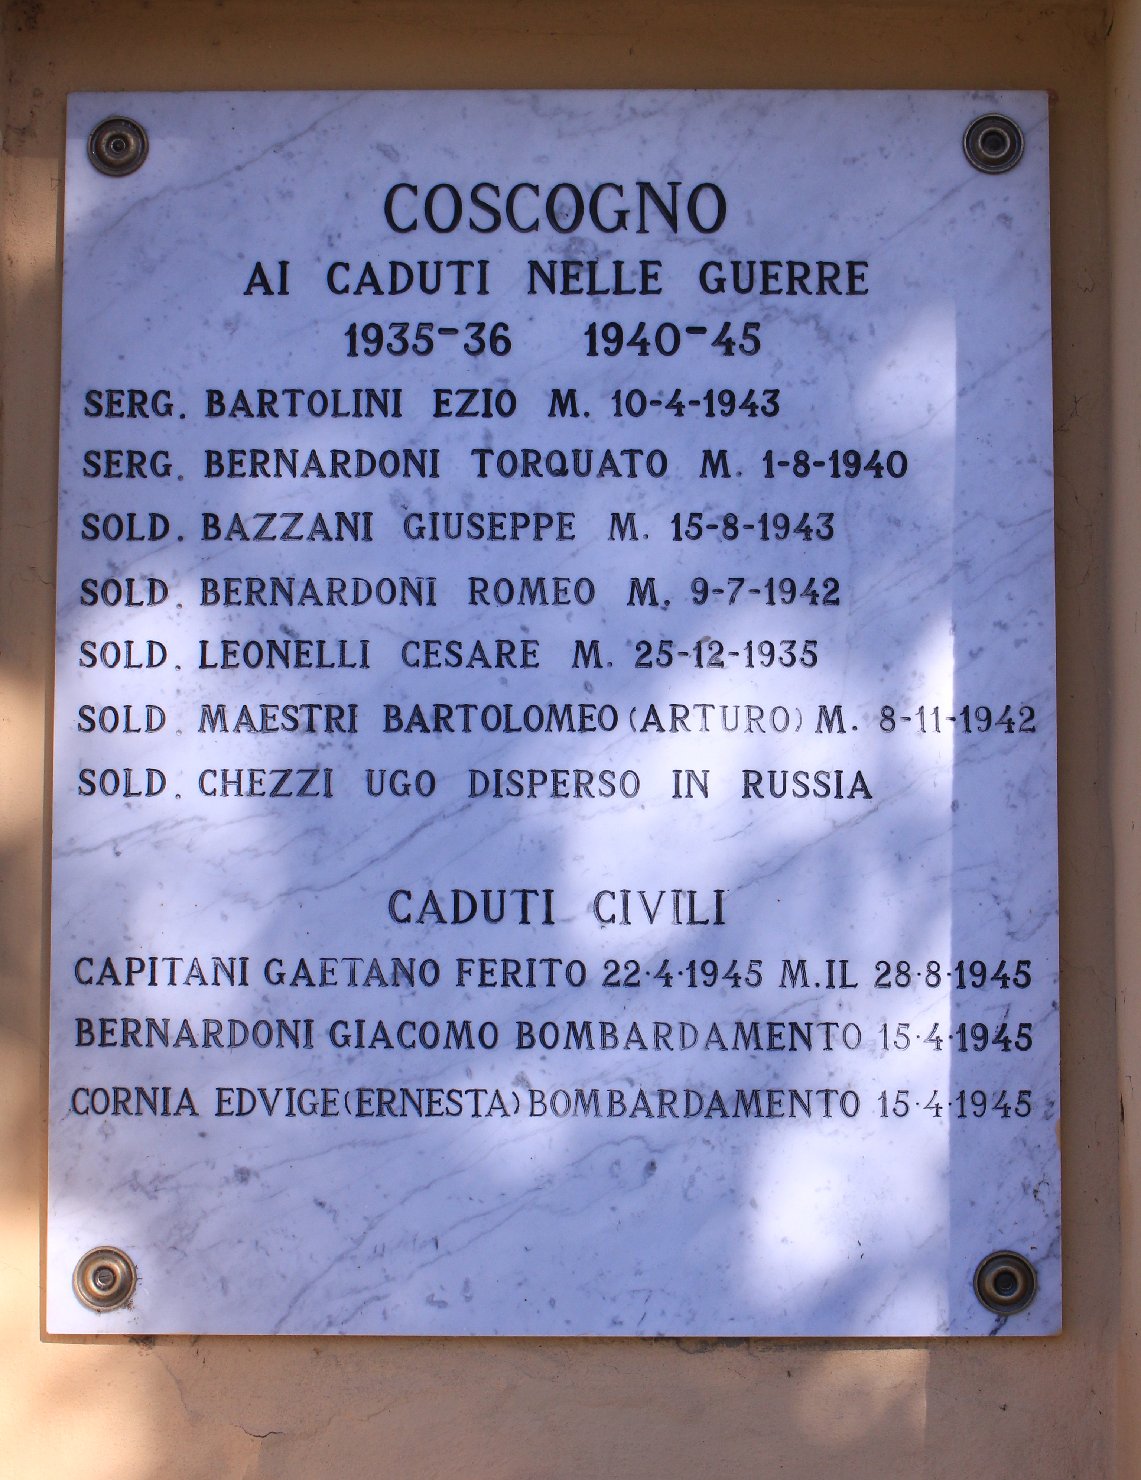 COSCOGNO
AI CADUTI NELLE GUERRE
1935-36 1940-45
SERG. BARTOLINI EZIO M. 10-4-1943
SERG. BERNARDONI TORQUATO M. 1-8-1940
SOLD. BAZZANI GIUSEPPE M. 15-8-1943
SOLD. BERNARDONI ROMEO M. 9-7-1942
SOLD. LEONELLI CESARE M. 25-12-1935
SOLD. MAESTRI BARTOLOMEO (ARTURO) M. 8-11-1942
SOLD. CHEZZI UGO DISPERSO IN RUSSIA
CADUTI CIVILI
CAPITANI GAETANO FERITO 22·4·1945 M.IL 28·8·1945
BERNARDONI GIACOMO BOMBARDAMENTO 15·4·1945
CORNIA EDVIGE (ERNESTA) BOMBARDAMENTO 15·4·1945